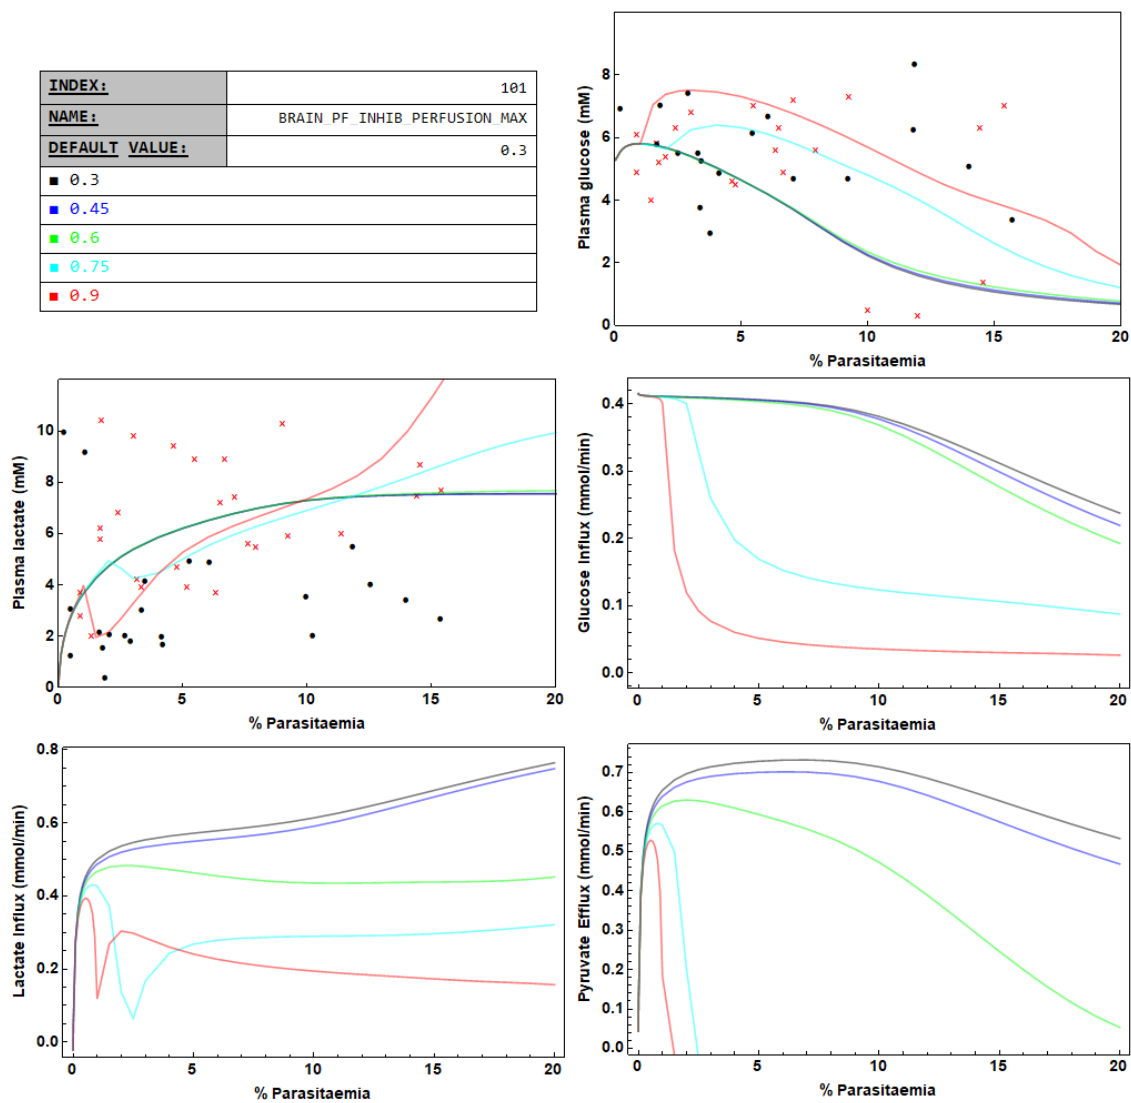 INDEX: 101
NAME: BRAIN_PF_INHIB_PERFUSION_MAX
DEFAULT VALUE: 0.3
0.3
0.45
0.6
0.75
0.9
Plasma glucose (mM)
8
6
4
2
0
0 5 10 15 20
% Parasitaemia
Plasma lactate (mM)
10
8
6
4
2
0
0 5 10 15 20
% Parasitaemia
Glucose Influx (mmol/min)
0.4
0.3
0.2
0.1
0.0
0 5 10 15 20
% Parasitaemia
Lactate Influx (mmol/min)
0.8
0.6
0.4
0.2
0.0
0 5 10 15 20
% Parasitaemia
Pyruvate Efflux (mmol/min)
0.7
0.6
0.5
0.4
0.3
0.2
0.1
0.0
0 5 10 15 20
% Parasitaemia